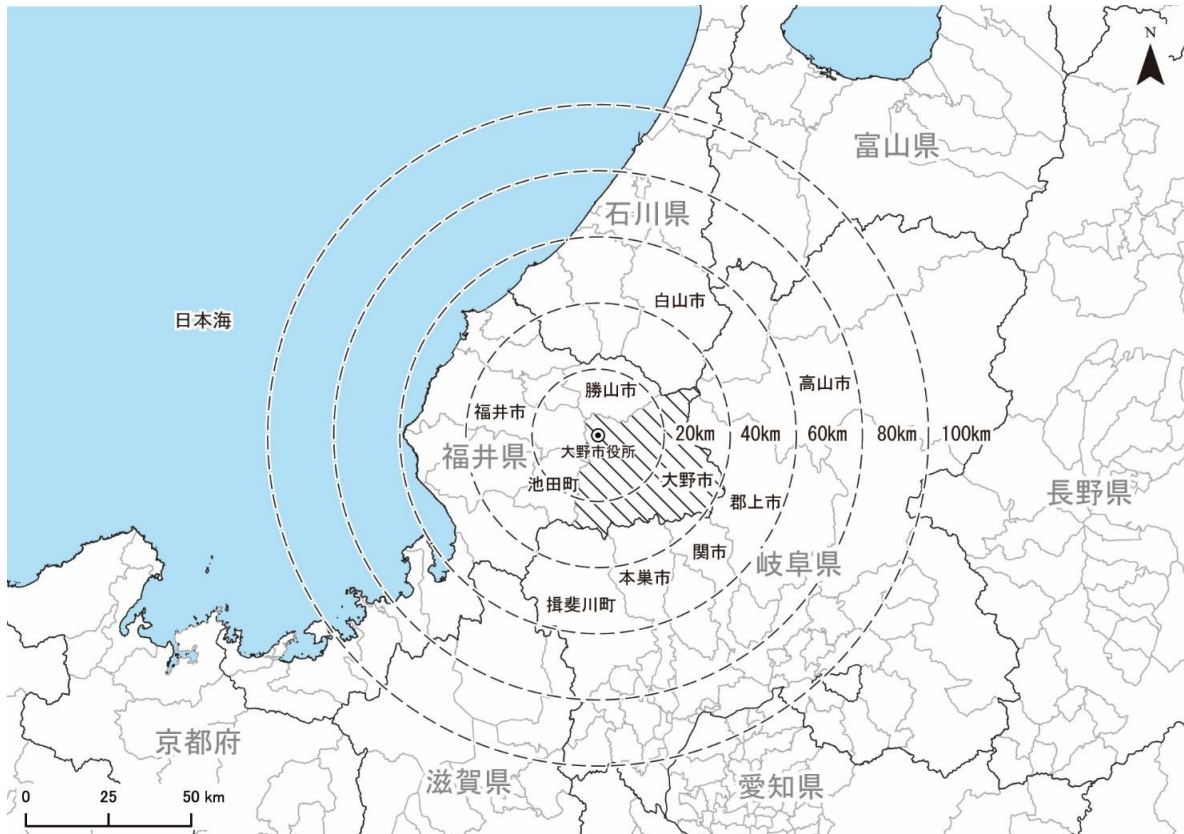 N
富山県
石川県
白山市
日本海
勝山市
高山市
福井市
20km
40km
60km
80km
100km
大野市役所
福井県
池田町
大野市
郡上市
長野県
関市
岐阜県
本巣市
揖斐川町
京都府
滋賀県
愛知県
0 25 50 km